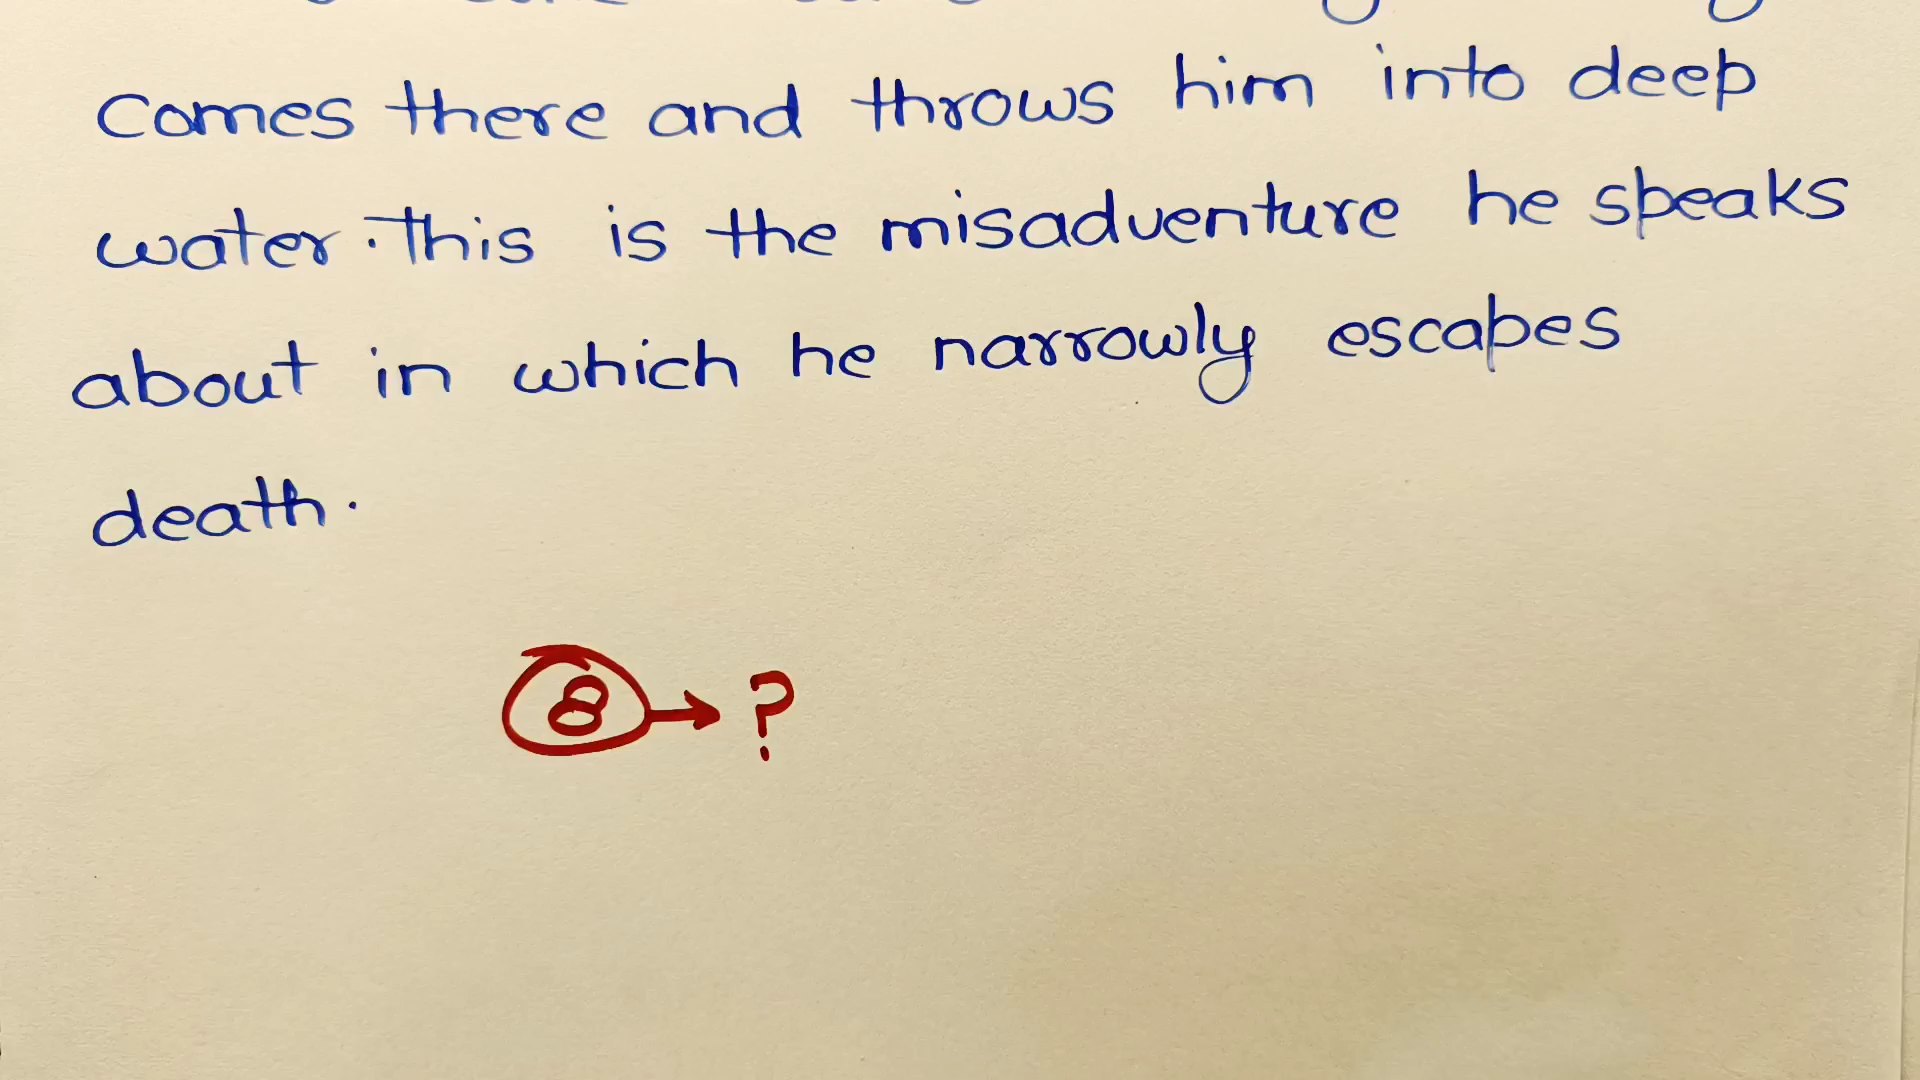 Comes there and throws him into deep
water. This is the misadventure he speaks
about in which he narrowly escapes
death.
8 → ?